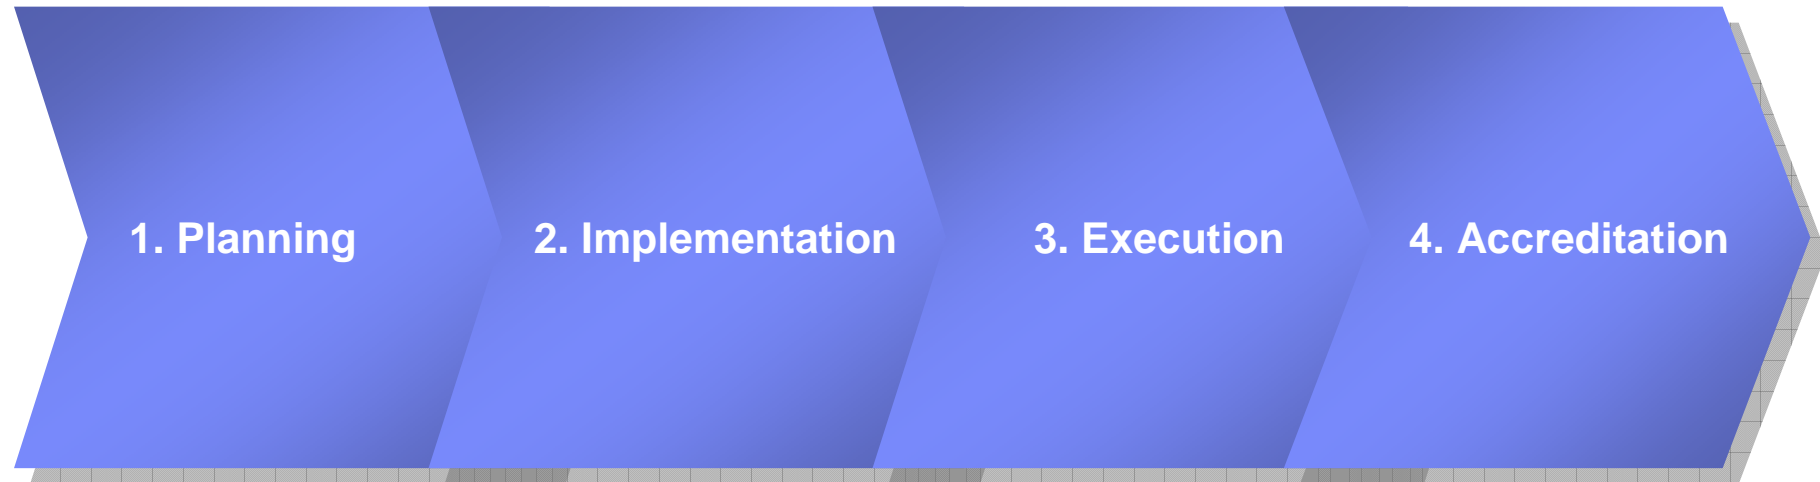 1. Planning
2. Implementation
3. Execution
4. Accreditation